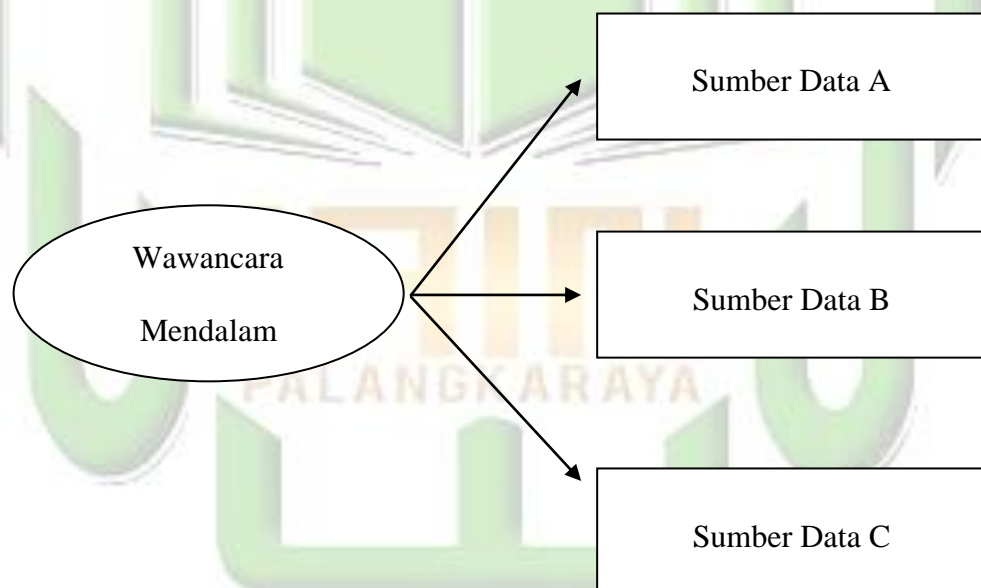 Sumber Data A
Wawancara
Mendalam
Sumber Data B
PALANGKARAYA
Sumber Data C